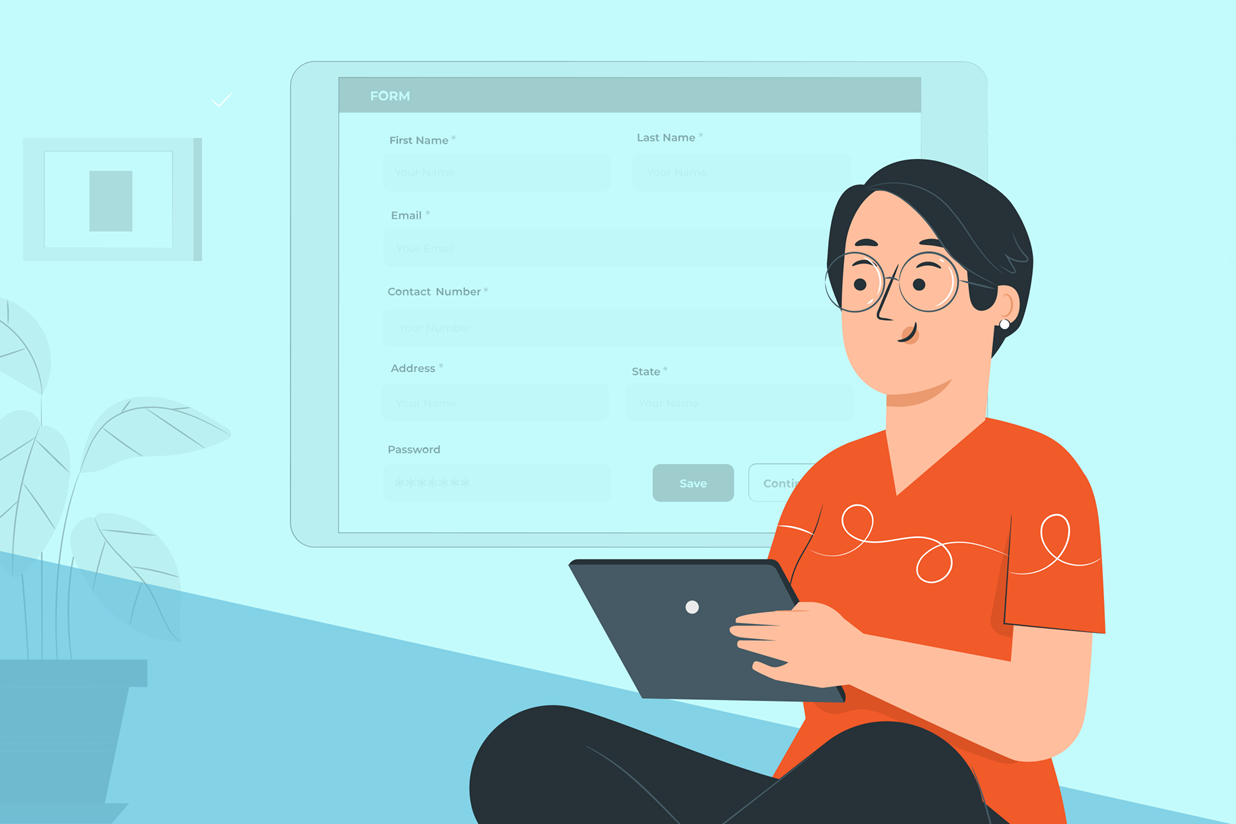 FORM
First Name *
Last Name *
Your Name
Your Name
Email *
Your Email
Contact Number *
Your Number
Address *
State *
Your Name
Your Name
Password
*******
Save